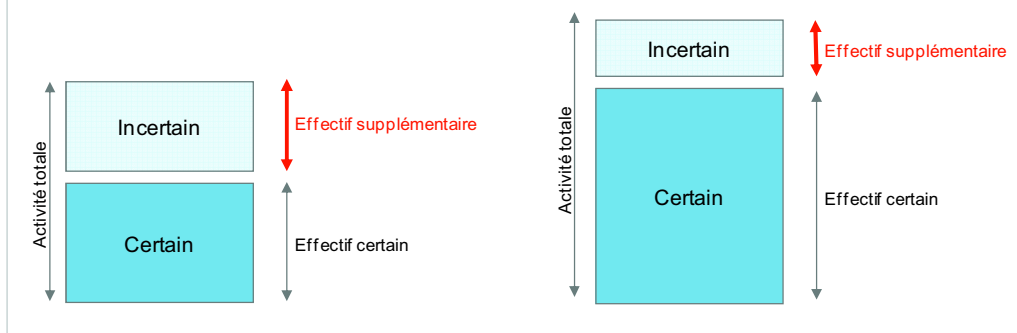 Activité totale
Incertain
Effectif supplémentaire
Certain
Effectif certain
Activité totale
Incertain
Effectif supplémentaire
Certain
Effectif certain